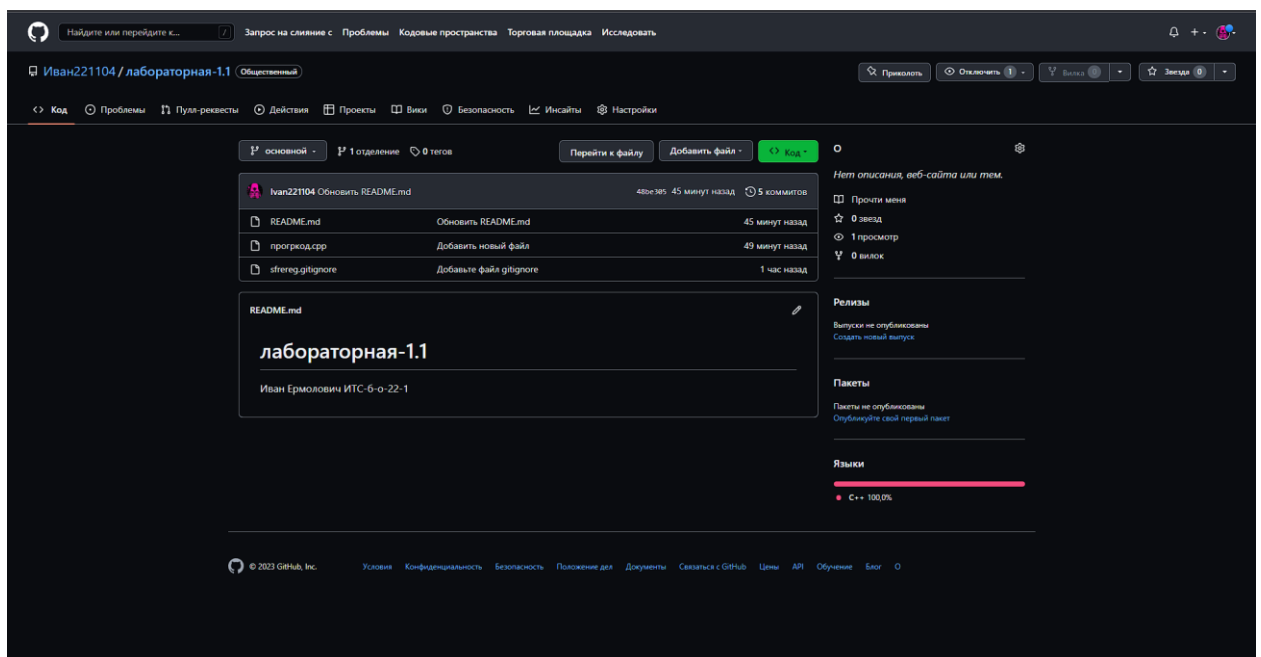 Найдите или перейдите к... / Запрос на слияние с Проблемы Кодовые пространства Торговая площадка Исследовать
Иван221104 / лабораторная-1.1 Общественный
Приколоть Отключить 1 Вилка 0 Звезда 0
Код Проблемы Пулл-реквесты Действия Проекты Вики Безопасность Инсайты Настройки
основной 1 отделение 0 тегов Перейти к файлу Добавить файл Код
Ivan221104 Обновить README.md 48be305 45 минут назад 5 коммитов
README.md Обновить README.md 45 минут назад
прогркод.cpp Добавить новый файл 49 минут назад
sfrereg.gitignore Добавьте файл gitignore 1 час назад
README.md
лабораторная-1.1
Иван Ермолович ИТС-б-о-22-1
О
Нет описания, веб-сайта или тем.
Прочти меня
0 звезд
1 просмотр
0 вилок
Релизы
Выпуски не опубликованы
Создать новый выпуск
Пакеты
Пакеты не опубликованы
Опубликуйте свой первый пакет
Языки
C++ 100,0%
© 2023 GitHub, Inc. Условия Конфиденциальность Безопасность Положение дел Документы Связаться с GitHub Цены API Обучение Блог О